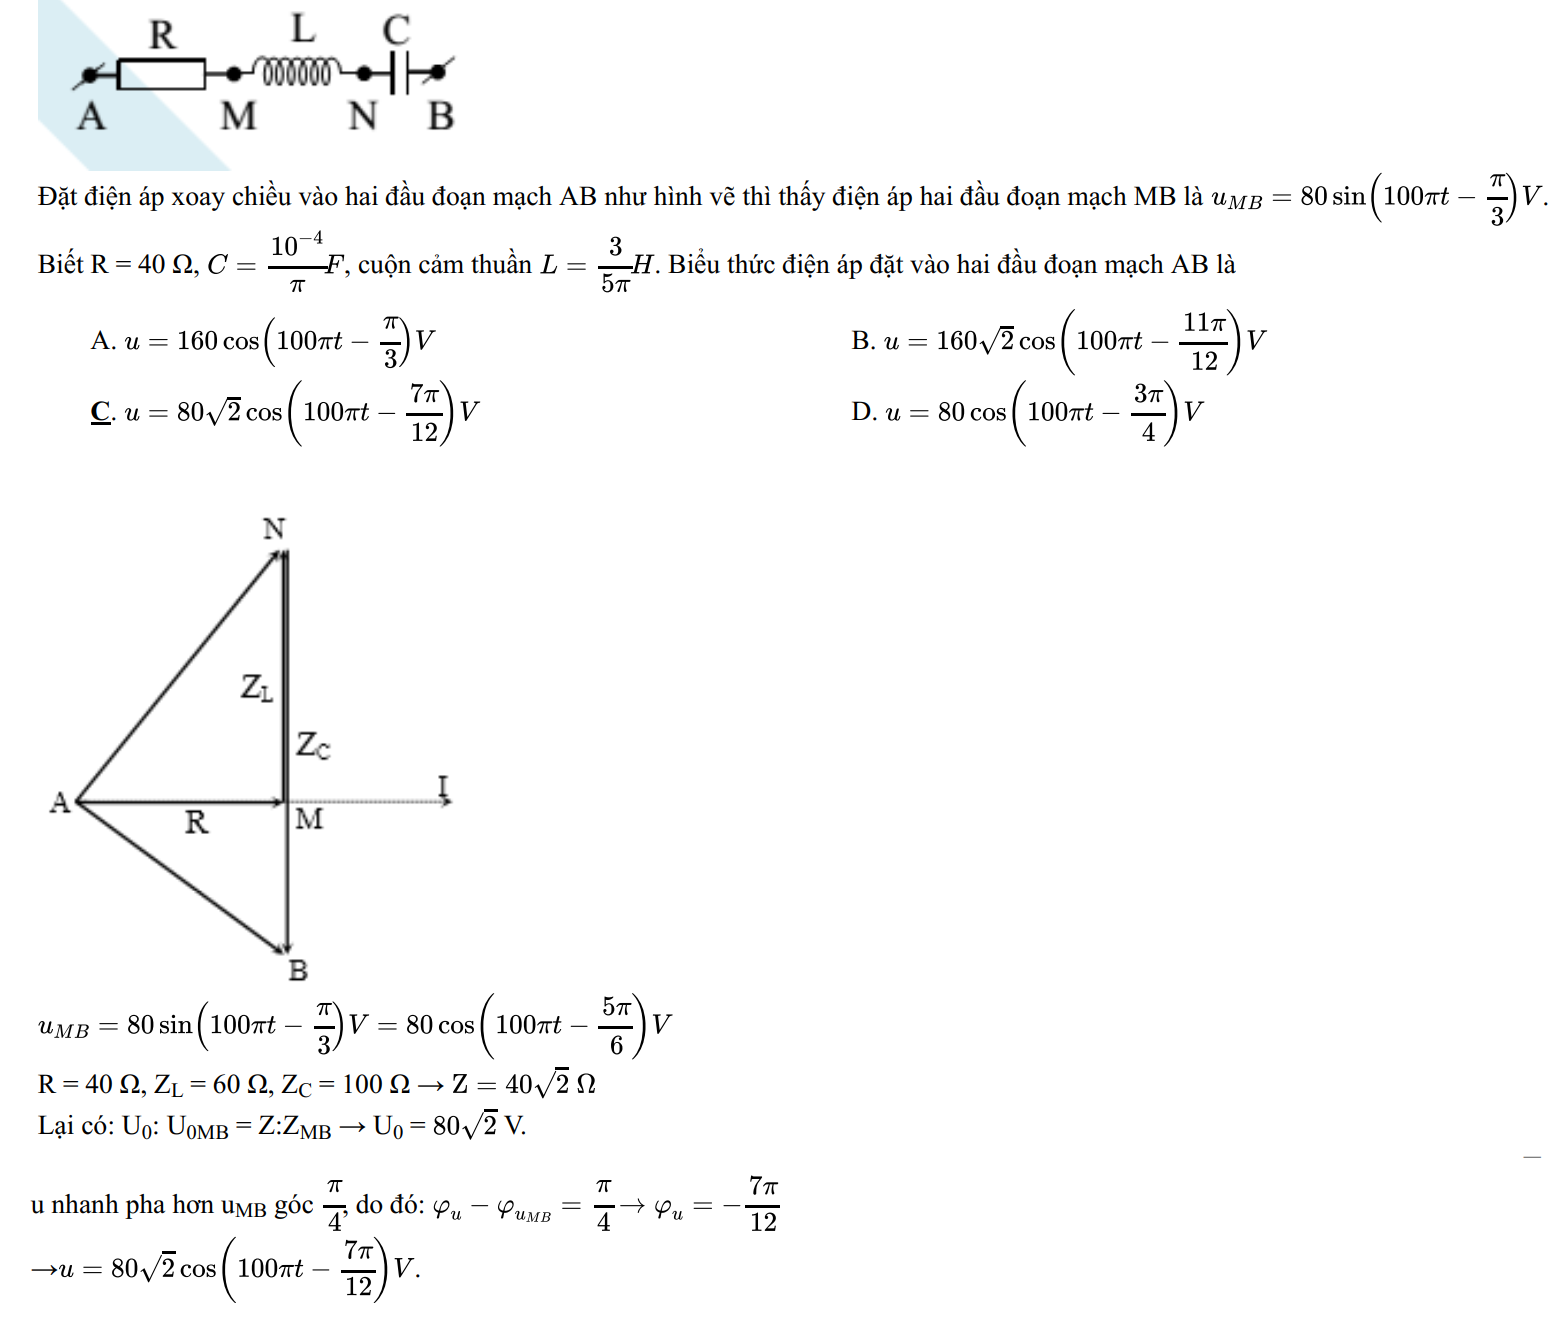 R L C
A M N B
Đặt điện áp xoay chiều vào hai đầu đoạn mạch AB như hình vẽ thì thấy điện áp hai đầu đoạn mạch MB là $u_{MB} = 80\sin\left(100\pi t - \frac{\pi}{3}\right)V$.
Biết R = 40 Ω, $C = \frac{10^{-4}}{\pi}F$, cuộn cảm thuần $L = \frac{3}{5\pi}H$. Biểu thức điện áp đặt vào hai đầu đoạn mạch AB là
A. $u = 160\cos\left(100\pi t - \frac{\pi}{3}\right)V$ B. $u = 160\sqrt{2}\cos\left(100\pi t - \frac{11\pi}{12}\right)V$
C. $u = 80\sqrt{2}\cos\left(100\pi t - \frac{7\pi}{12}\right)V$ D. $u = 80\cos\left(100\pi t - \frac{3\pi}{4}\right)V$
N
Z_L
Z_C
I
A
R
M
B
$u_{MB} = 80\sin\left(100\pi t - \frac{\pi}{3}\right)V = 80\cos\left(100\pi t - \frac{5\pi}{6}\right)V$
R = 40 Ω, Z_L = 60 Ω, Z_C = 100 Ω → Z = $40\sqrt{2}$ Ω
Lại có: U_0: U_{0MB} = Z:Z_{MB} → U_0 = $80\sqrt{2}$ V.
u nhanh pha hơn u_{MB} góc $\frac{\pi}{4}$, do đó: $\varphi_u - \varphi_{u_{MB}} = \frac{\pi}{4} \rightarrow \varphi_u = -\frac{7\pi}{12}$
→$u = 80\sqrt{2}\cos\left(100\pi t - \frac{7\pi}{12}\right)V$.